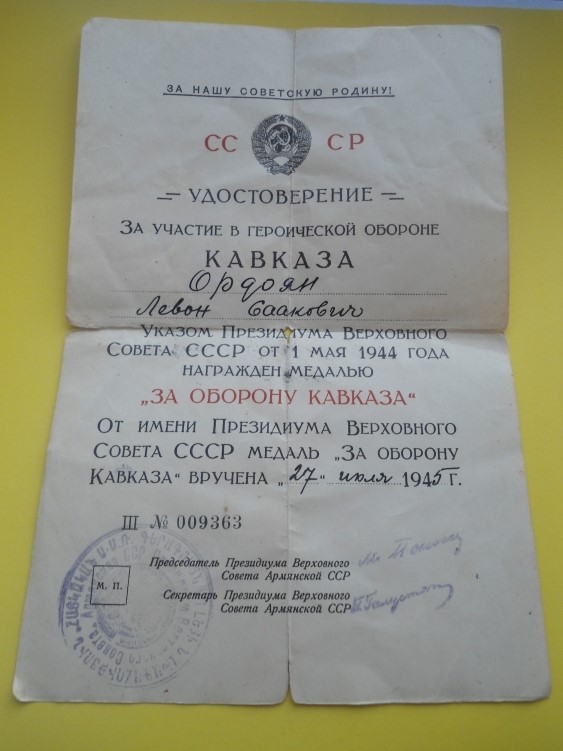 ЗА НАШУ СОВЕТСКУЮ РОДИНУ!
СС СР
УДОСТОВЕРЕНИЕ
ЗА УЧАСТИЕ В ГЕРОИЧЕСКОЙ ОБОРОНЕ
КАВКАЗА
Ордоян
Левон Саакович
УКАЗОМ ПРЕЗИДИУМА ВЕРХОВНОГО
СОВЕТА СССР ОТ 1 МАЯ 1944 ГОДА
НАГРАЖДЕН МЕДАЛЬЮ
„ЗА ОБОРОНУ КАВКАЗА“
ОТ ИМЕНИ ПРЕЗИДИУМА ВЕРХОВНОГО
СОВЕТА СССР МЕДАЛЬ „ЗА ОБОРОНУ
КАВКАЗА“ ВРУЧЕНА „27“ июля 1945 Г.
Ш № 009363
Председатель Президиума Верховного
Совета Армянской ССР
М. П.
Секретарь Президиума Верховного
Совета Армянской ССР